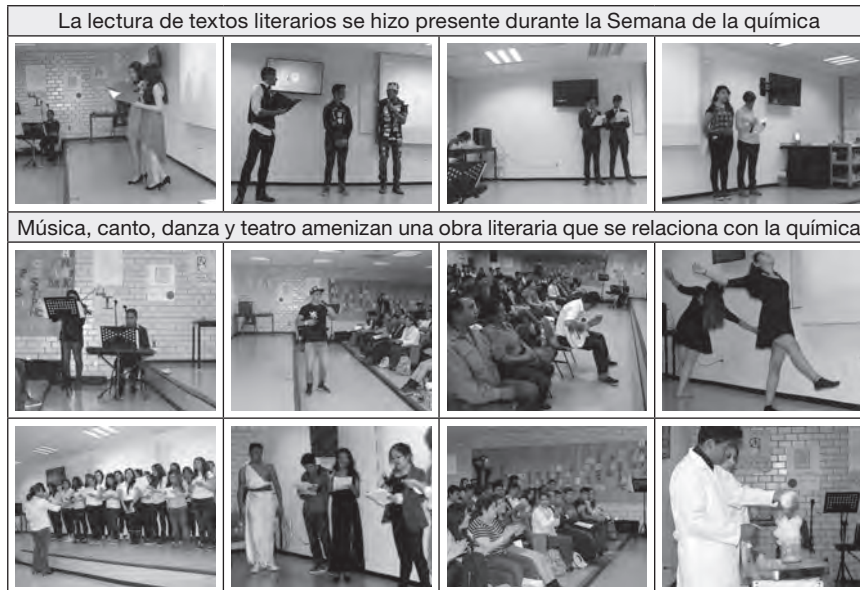 La lectura de textos literarios se hizo presente durante la Semana de la química
Música, canto, danza y teatro amenizan una obra literaria que se relaciona con la química